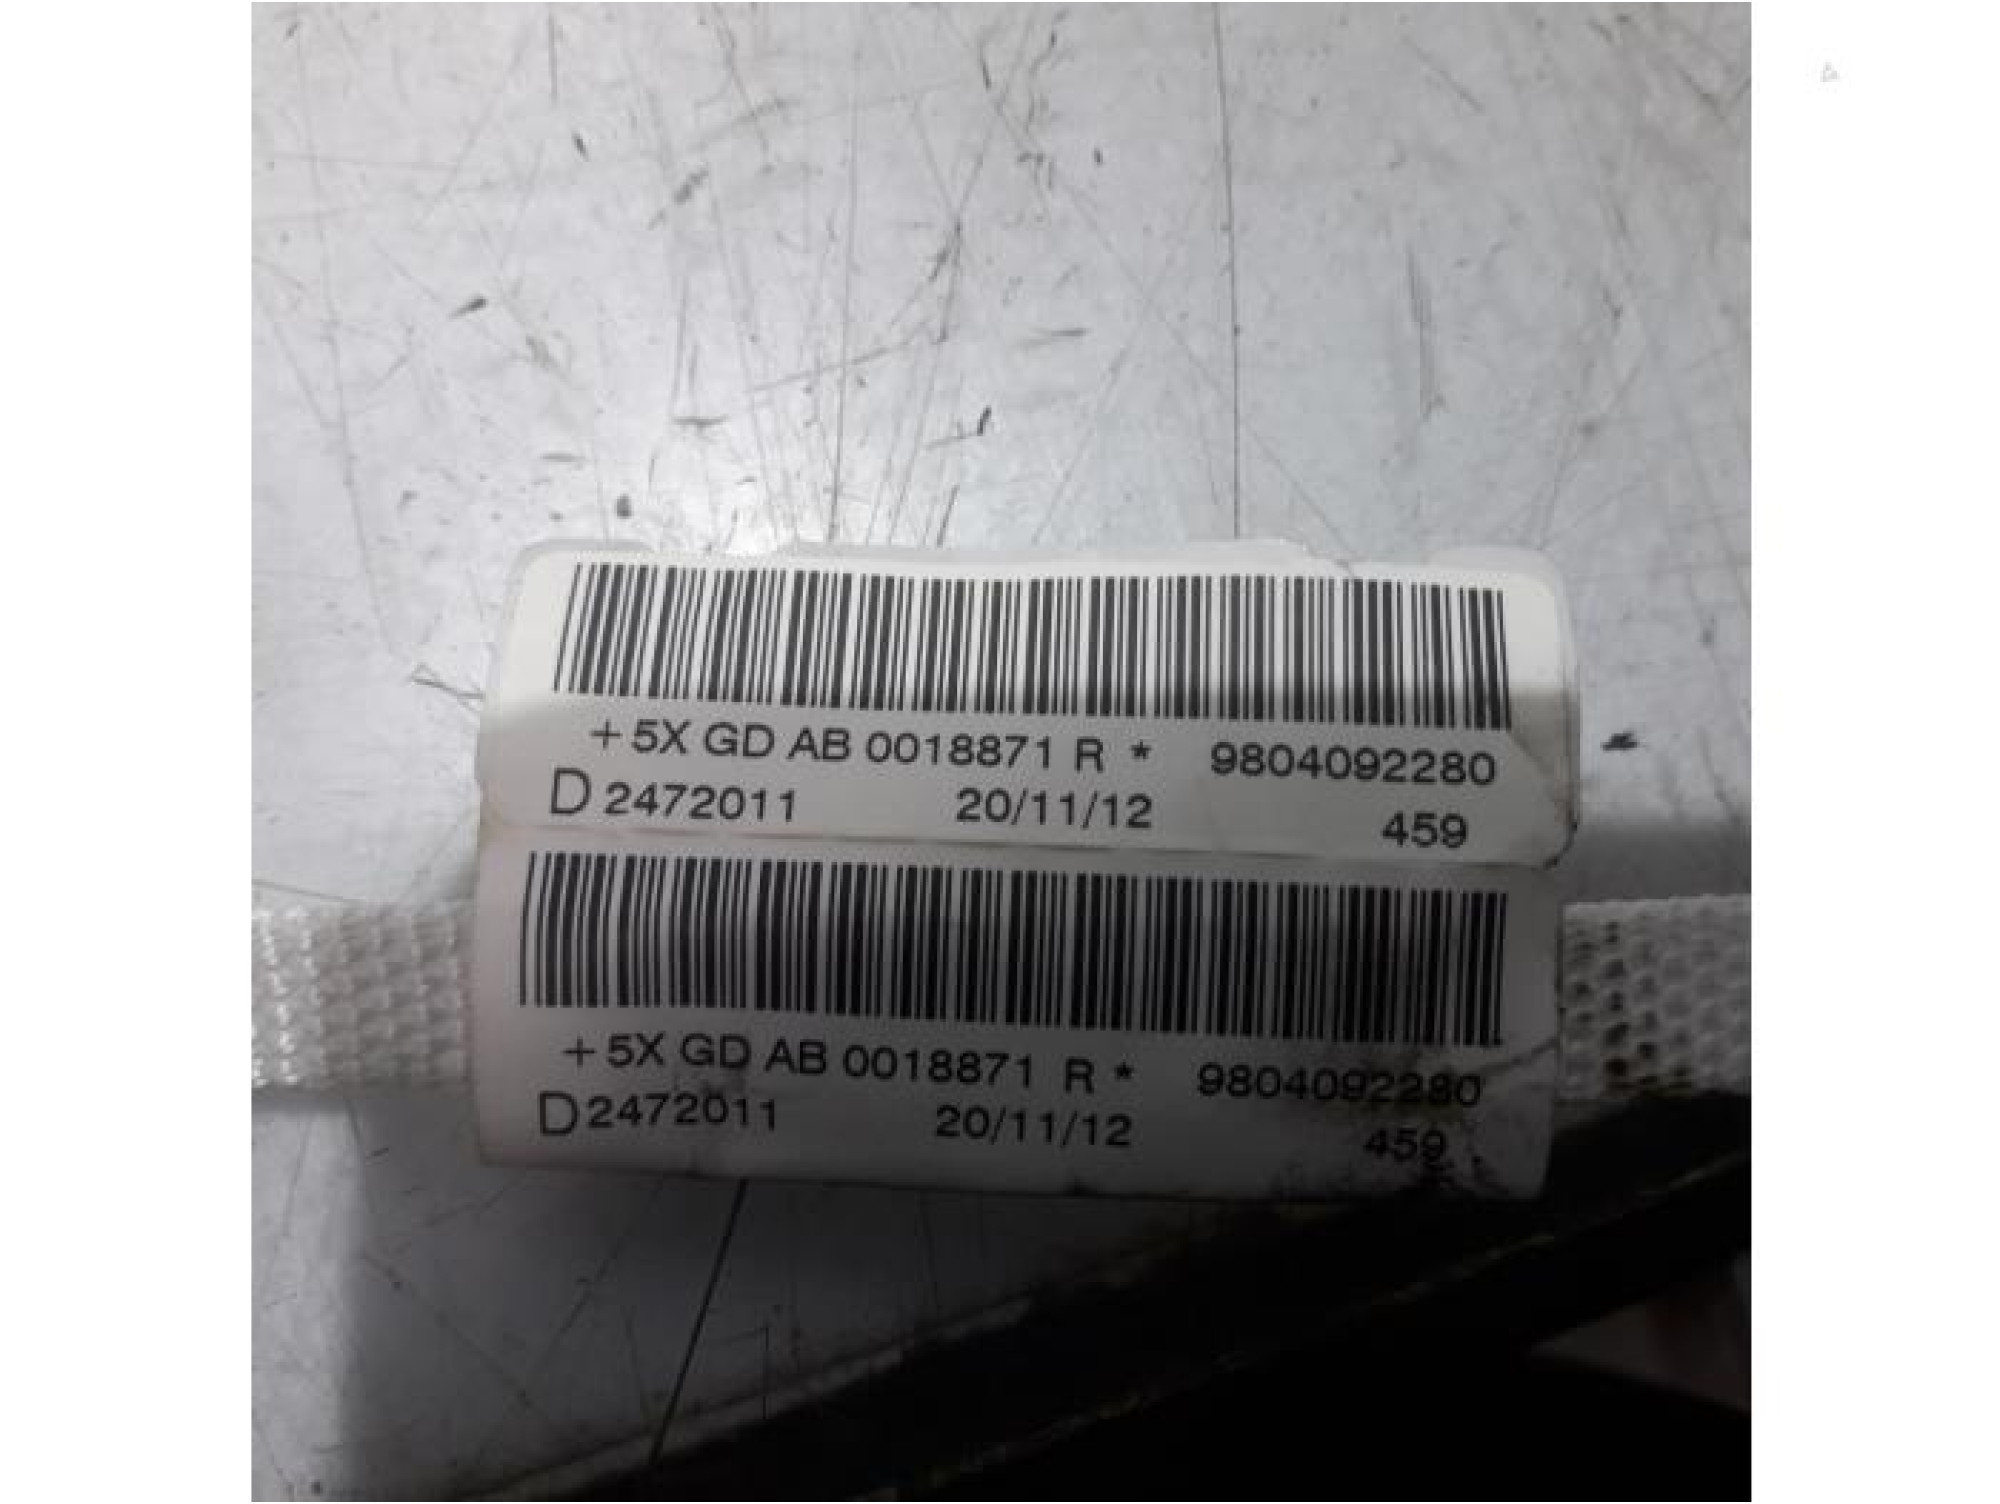 +5X GD AB 0018871 R * 9804092280
D 2472011 20/11/12 459
+5X GD AB 0018871 R * 9804092280
D 2472011 20/11/12 459